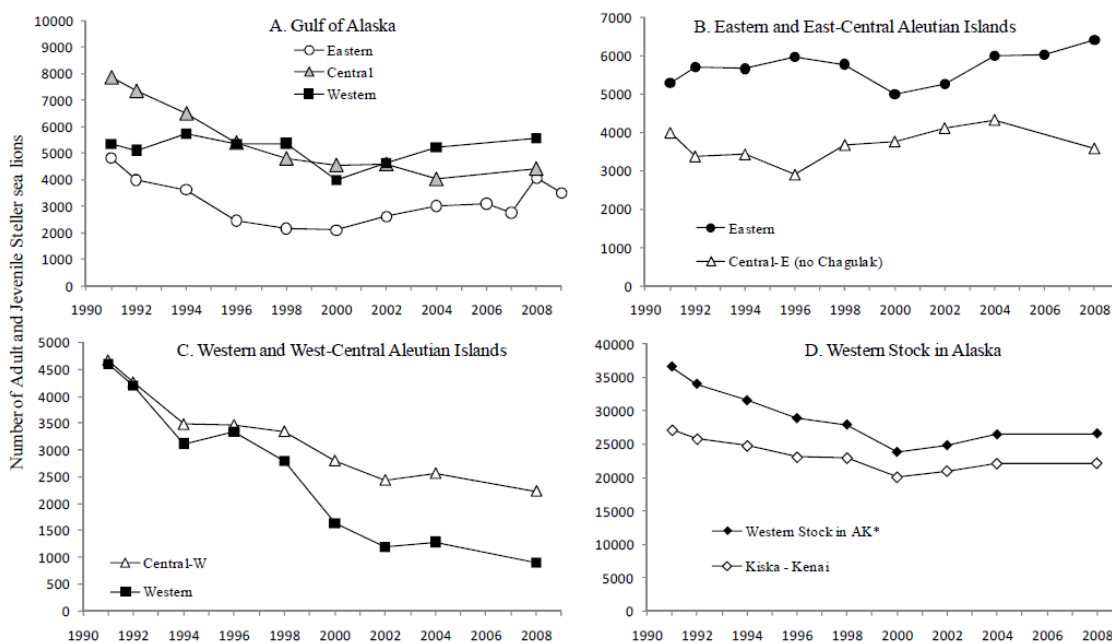 Number of Adult and Jevenile Steller sea lions
A. Gulf of Alaska
Eastern
Central
Western
10000
9000
8000
7000
6000
5000
4000
3000
2000
1000
0
1990 1992 1994 1996 1998 2000 2002 2004 2006 2008
B. Eastern and East-Central Aleutian Islands
7000
6000
5000
4000
3000
2000
1000
0
Eastern
Central-E (no Chagulak)
1990 1992 1994 1996 1998 2000 2002 2004 2006 2008
C. Western and West-Central Aleutian Islands
5000
4500
4000
3500
3000
2500
2000
1500
1000
500
0
Central-W
Western
1990 1992 1994 1996 1998 2000 2002 2004 2006 2008
D. Western Stock in Alaska
40000
35000
30000
25000
20000
15000
10000
5000
0
Western Stock in AK*
Kiska - Kenai
1990 1992 1994 1996 1998 2000 2002 2004 2006 2008